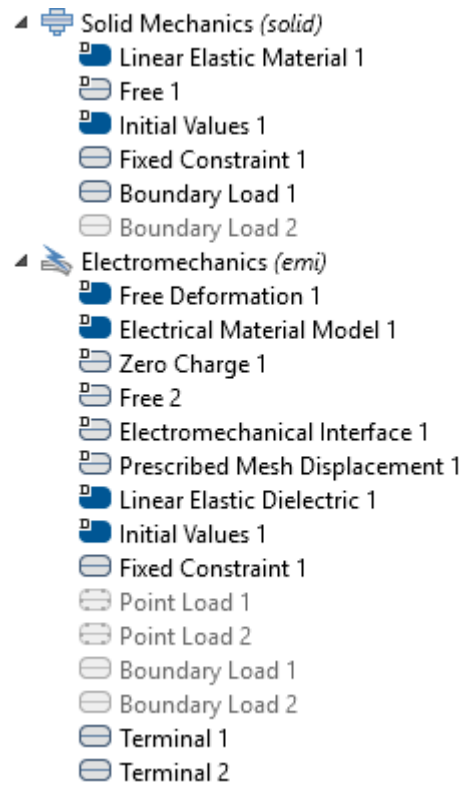 Solid Mechanics (solid)
Linear Elastic Material 1
Free 1
Initial Values 1
Fixed Constraint 1
Boundary Load 1
Boundary Load 2
Electromechanics (emi)
Free Deformation 1
Electrical Material Model 1
Zero Charge 1
Free 2
Electromechanical Interface 1
Prescribed Mesh Displacement 1
Linear Elastic Dielectric 1
Initial Values 1
Fixed Constraint 1
Point Load 1
Point Load 2
Boundary Load 1
Boundary Load 2
Terminal 1
Terminal 2